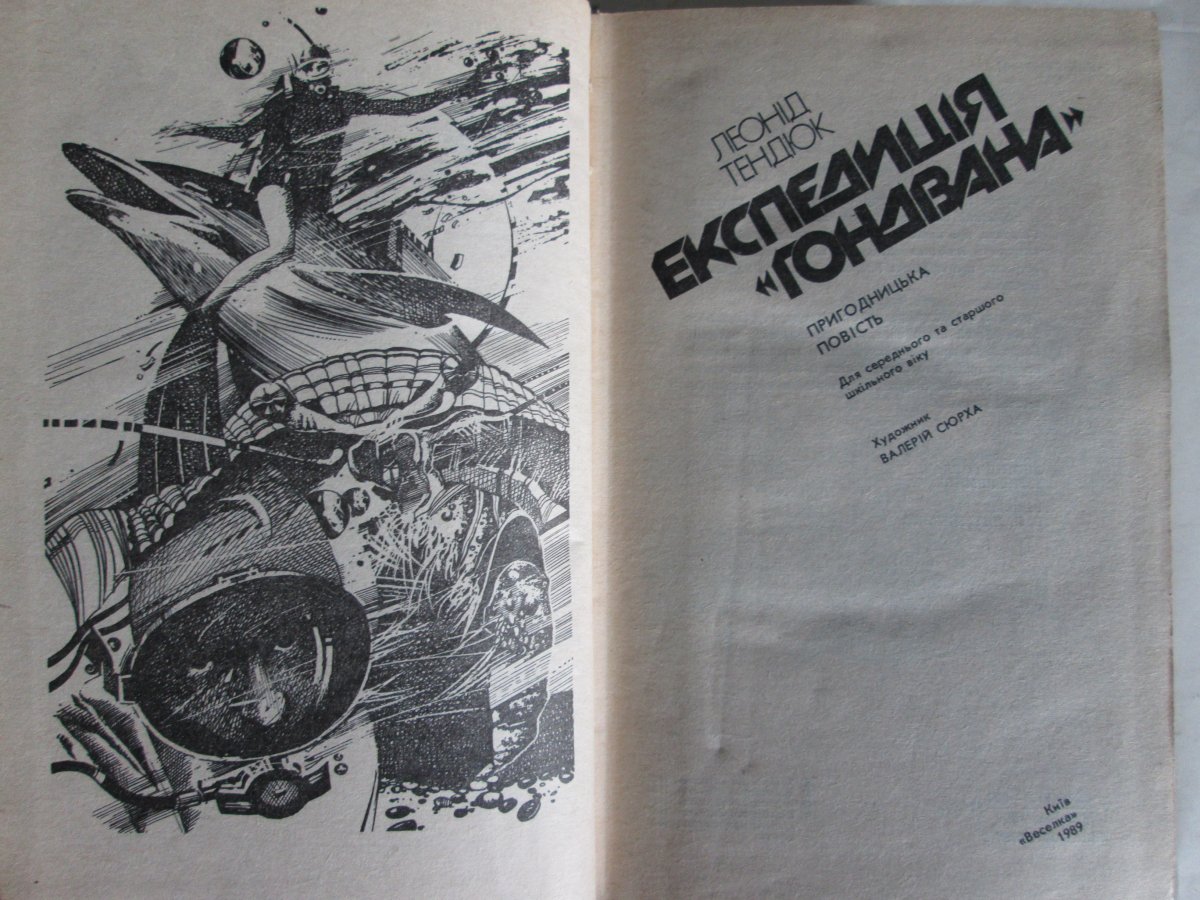 ЛЕОНІД
ТЕНДЮК
ЕКСПЕДИЦІЯ
«ГОНДВАНА»
ПРИГОДНИЦЬКА
ПОВІСТЬ
Для середнього та старшого
шкільного віку
Художник
ВАЛЕРІЙ СЮРХА
Київ
«Веселка»
1989